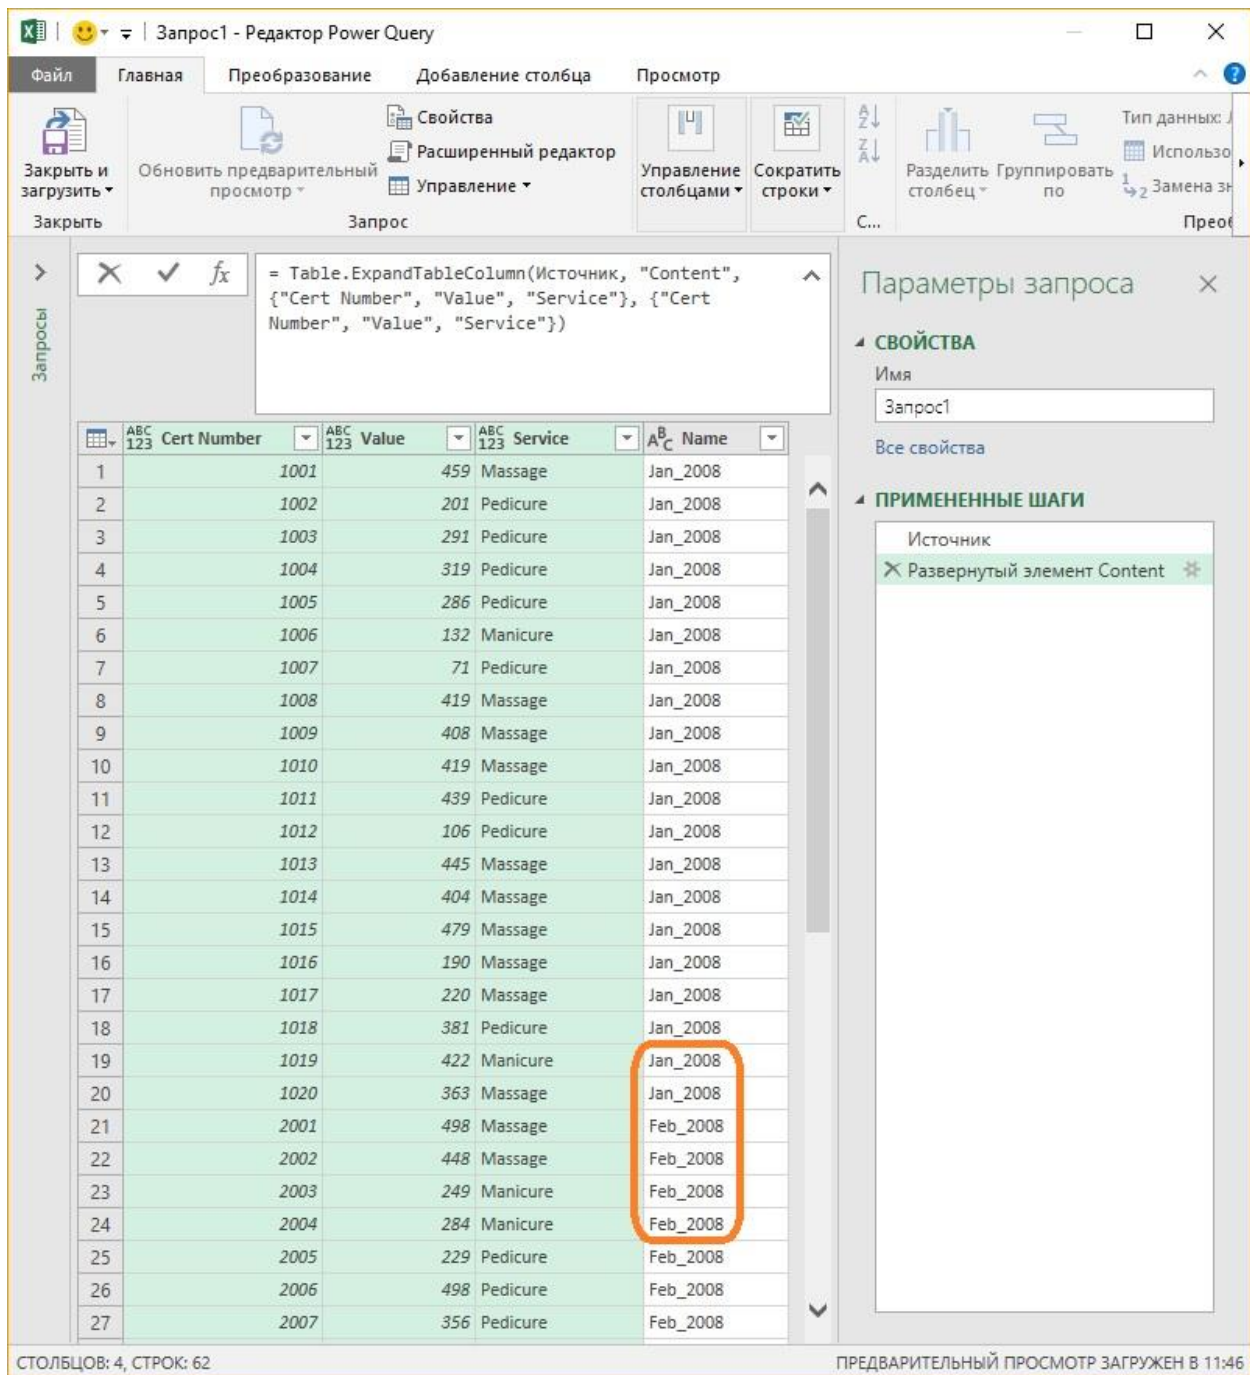 Запрос1 - Редактор Power Query
Файл Главная Преобразование Добавление столбца Просмотр
Закрыть и загрузить
Обновить предварительный просмотр
Свойства
Расширенный редактор
Управление
Управление столбцами
Сократить строки
Разделить столбец
Группировать по
Тип данных:
Использо
Замена зн
Закрыть Запрос С... Преоб
Запросы
= Table.ExpandTableColumn(Источник, "Content",
{"Cert Number", "Value", "Service"}, {"Cert
Number", "Value", "Service"})
ABC 123 Cert Number ABC 123 Value ABC 123 Service ABC Name
1 1001 459 Massage Jan_2008
2 1002 201 Pedicure Jan_2008
3 1003 291 Pedicure Jan_2008
4 1004 319 Pedicure Jan_2008
5 1005 286 Pedicure Jan_2008
6 1006 132 Manicure Jan_2008
7 1007 71 Pedicure Jan_2008
8 1008 419 Massage Jan_2008
9 1009 408 Massage Jan_2008
10 1010 419 Massage Jan_2008
11 1011 439 Pedicure Jan_2008
12 1012 106 Pedicure Jan_2008
13 1013 445 Massage Jan_2008
14 1014 404 Massage Jan_2008
15 1015 479 Massage Jan_2008
16 1016 190 Massage Jan_2008
17 1017 220 Massage Jan_2008
18 1018 381 Pedicure Jan_2008
19 1019 422 Manicure Jan_2008
20 1020 363 Massage Jan_2008
21 2001 498 Massage Feb_2008
22 2002 448 Massage Feb_2008
23 2003 249 Manicure Feb_2008
24 2004 284 Manicure Feb_2008
25 2005 229 Pedicure Feb_2008
26 2006 498 Pedicure Feb_2008
27 2007 356 Pedicure Feb_2008
Параметры запроса
СВОЙСТВА
Имя
Запрос1
Все свойства
ПРИМЕНЕННЫЕ ШАГИ
Источник
Развернутый элемент Content
СТОЛБЦОВ: 4, СТРОК: 62
ПРЕДВАРИТЕЛЬНЫЙ ПРОСМОТР ЗАГРУЖЕН В 11:46